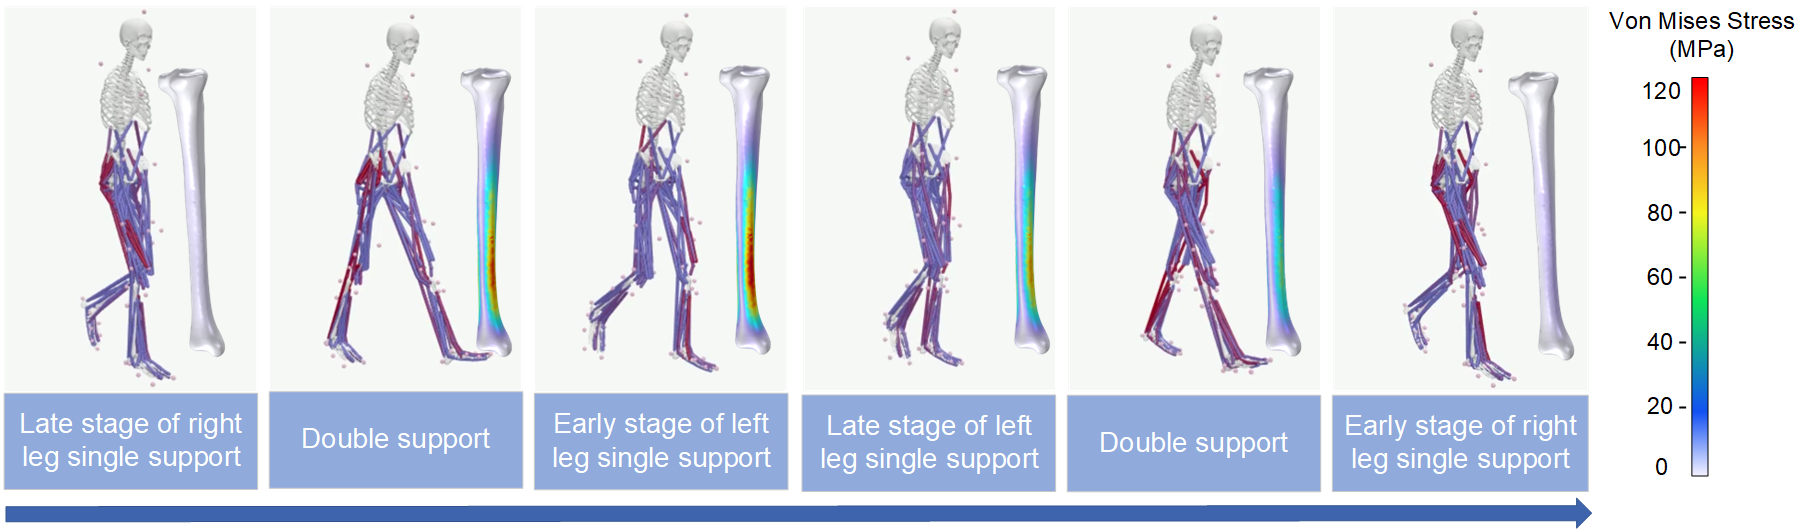 Von Mises Stress
(MPa)
120
100
80
60
40
20
0
Late stage of right
leg single support
Double support
Early stage of left
leg single support
Late stage of left
leg single support
Double support
Early stage of right
leg single support